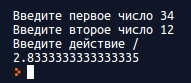 Введите первое число 34
Введите второе число 12
Введите действие /
2.8333333333333335
>